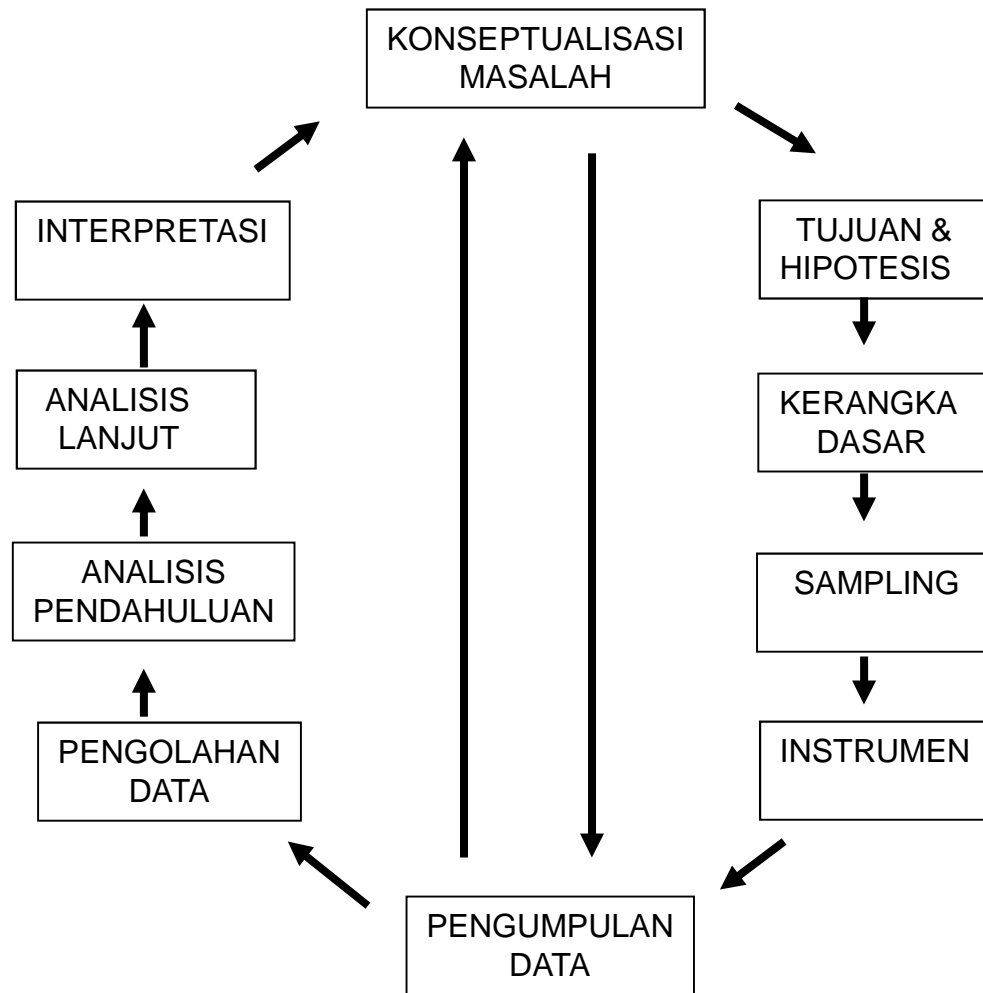 KONSEPTUALISASI
MASALAH
TUJUAN &
HIPOTESIS
KERANGKA
DASAR
SAMPLING
INSTRUMEN
PENGUMPULAN
DATA
PENGOLAHAN
DATA
ANALISIS
PENDAHULUAN
ANALISIS
LANJUT
INTERPRETASI